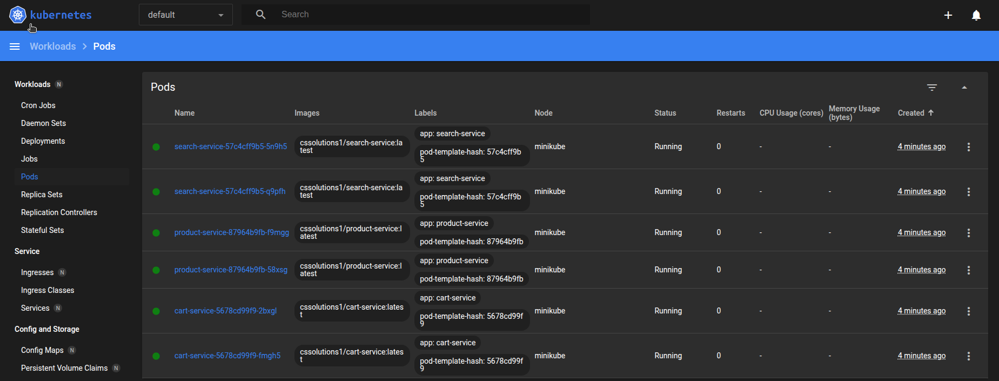 kubernetes
default
Search
Workloads > Pods
Workloads N
Cron Jobs
Daemon Sets
Deployments
Jobs
Pods
Replica Sets
Replication Controllers
Stateful Sets
Service
Ingresses N
Ingress Classes
Services N
Config and Storage
Config Maps N
Persistent Volume Claims N
Pods
Name Images Labels Node Status Restarts CPU Usage (cores) Memory Usage
(bytes) Created
app: search-service
search-service-57c4cff9b5-5n9h5 cssolutions1/search-service:la
test
pod-template-hash: 57c4cff9b
5
minikube Running 0 - - 4 minutes ago
app: search-service
search-service-57c4cff9b5-q9pfh cssolutions1/search-service:la
test
pod-template-hash: 57c4cff9b
5
minikube Running 0 - - 4 minutes ago
app: product-service
product-service-87964b9fb-f9mgg cssolutions1/product-service:l
atest
pod-template-hash: 87964b9fb
minikube Running 0 - - 4 minutes ago
app: product-service
product-service-87964b9fb-58xsg cssolutions1/product-service:l
atest
pod-template-hash: 87964b9fb
minikube Running 0 - - 4 minutes ago
app: cart-service
cart-service-5678cd99f9-2bxgl cssolutions1/cart-service:lates
t
pod-template-hash: 5678cd99f
9
minikube Running 0 - - 4 minutes ago
app: cart-service
cart-service-5678cd99f9-fmgh5 cssolutions1/cart-service:lates
t
pod-template-hash: 5678cd99f
9
minikube Running 0 - - 4 minutes ago